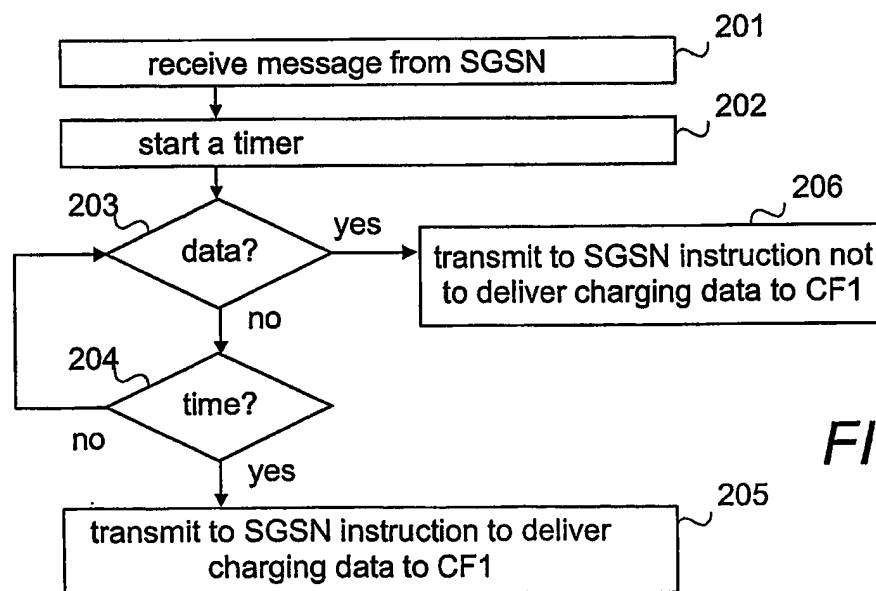 201
receive message from SGSN
202
start a timer
203
data?
yes
206
transmit to SGSN instruction not
to deliver charging data to CF1
no
204
time?
no
yes
FI
205
transmit to SGSN instruction to deliver
charging data to CF1